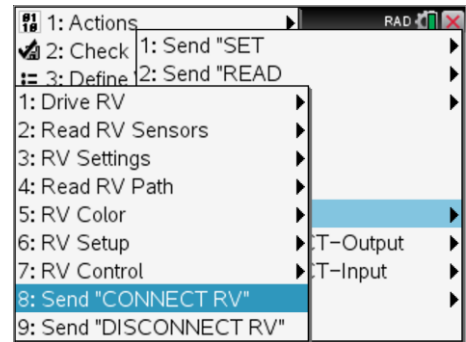 1: Actions
RAD
2: Check
3: Define
1: Send "SET
2: Send "READ
1: Drive RV
2: Read RV Sensors
3: RV Settings
4: Read RV Path
5: RV Color
6: RV Setup
7: RV Control
8: Send "CONNECT RV"
9: Send "DISCONNECT RV"
CT-Output
CT-Input